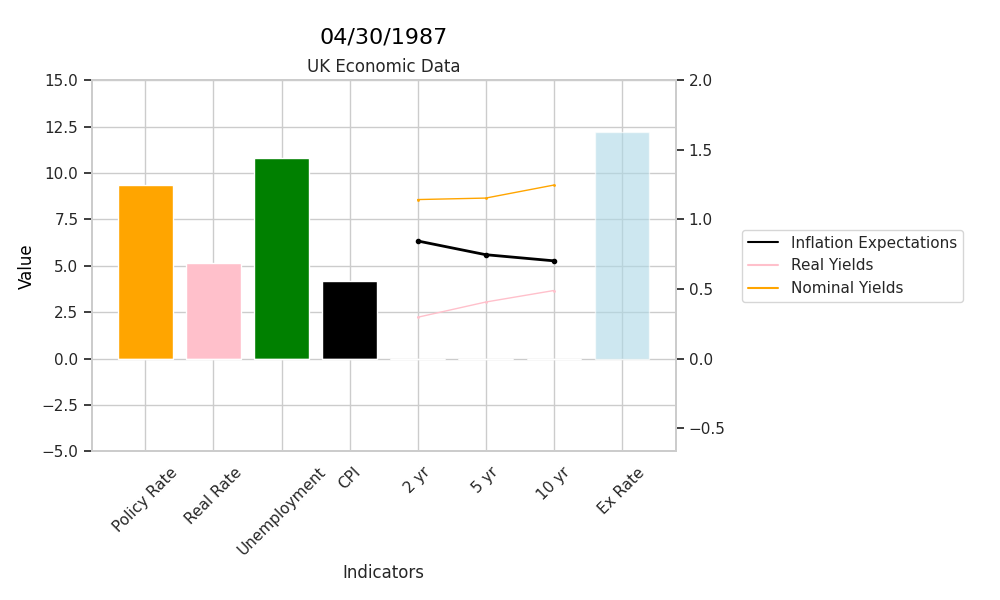 04/30/1987
UK Economic Data
15.0
12.5
10.0
7.5
5.0
2.5
0.0
−2.5
−5.0
Value
2.0
1.5
1.0
0.5
0.0
−0.5
Inflation Expectations
Real Yields
Nominal Yields
Policy Rate
Real Rate
Unemployment
CPI
2 yr
5 yr
10 yr
Ex Rate
Indicators